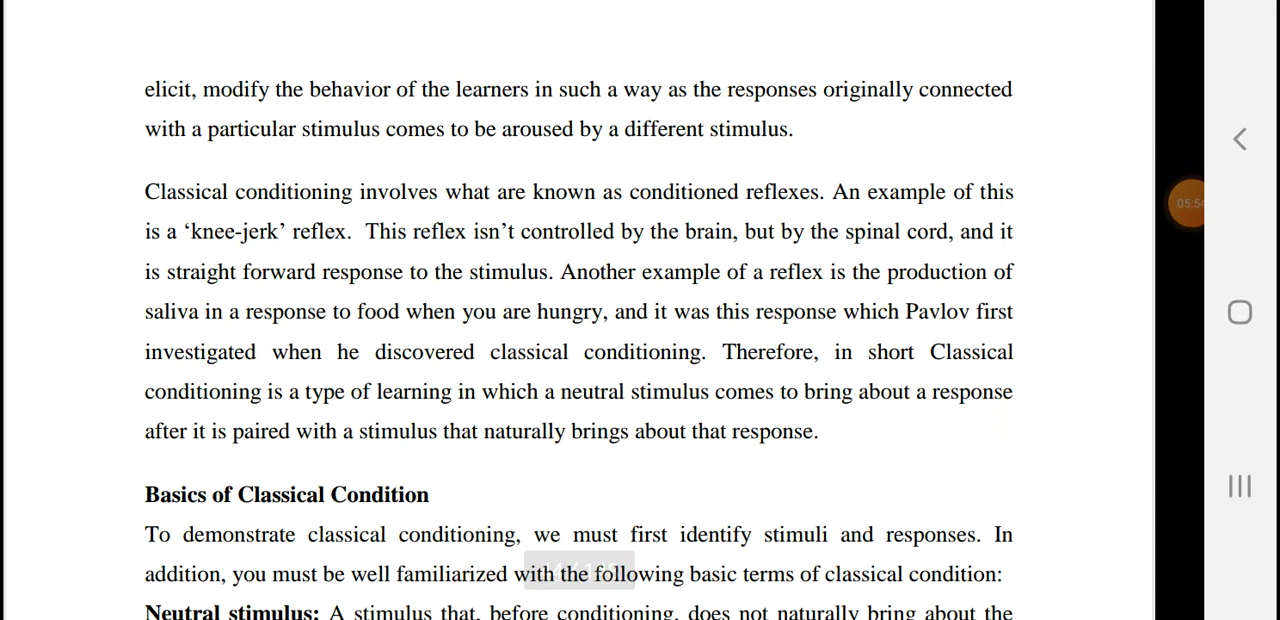 elicit, modify the behavior of the learners in such a way as the responses originally connected
with a particular stimulus comes to be aroused by a different stimulus.
Classical conditioning involves what are known as conditioned reflexes. An example of this
is a ‘knee-jerk’ reflex.  This reflex isn’t controlled by the brain, but by the spinal cord, and it
is straight forward response to the stimulus. Another example of a reflex is the production of
saliva in a response to food when you are hungry, and it was this response which Pavlov first
investigated when he discovered classical conditioning. Therefore, in short Classical
conditioning is a type of learning in which a neutral stimulus comes to bring about a response
after it is paired with a stimulus that naturally brings about that response.
Basics of Classical Condition
To demonstrate classical conditioning, we must first identify stimuli and responses. In
addition, you must be well familiarized with the following basic terms of classical condition:
Neutral stimulus: A stimulus that, before conditioning, does not naturally bring about the